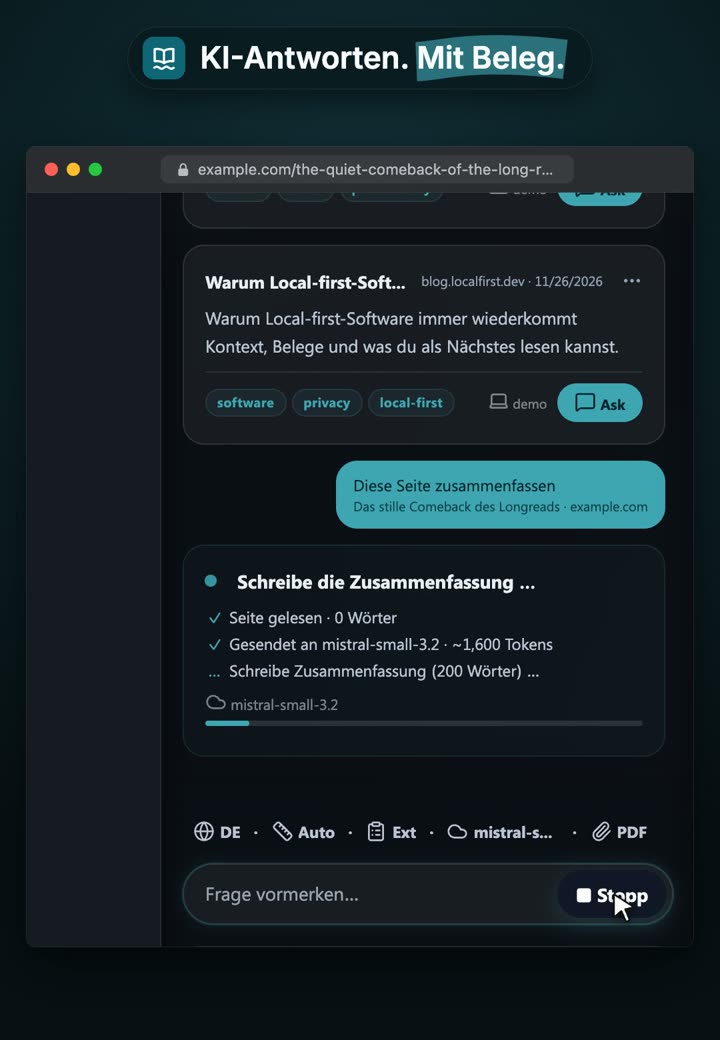 KI-Antworten. Mit Beleg.
example.com/the-quiet-comeback-of-the-long-r...
demo
Ask
Warum Local-first-Soft... blog.localfirst.dev · 11/26/2026 ···
Warum Local-first-Software immer wiederkommt
Kontext, Belege und was du als Nächstes lesen kannst.
software privacy local-first demo Ask
Diese Seite zusammenfassen
Das stille Comeback des Longreads · example.com
Schreibe die Zusammenfassung ...
✓ Seite gelesen · 0 Wörter
✓ Gesendet an mistral-small-3.2 · ~1,600 Tokens
... Schreibe Zusammenfassung (200 Wörter) ...
mistral-small-3.2
DE · Auto · Ext · mistral-s... · PDF
Frage vormerken... Stopp